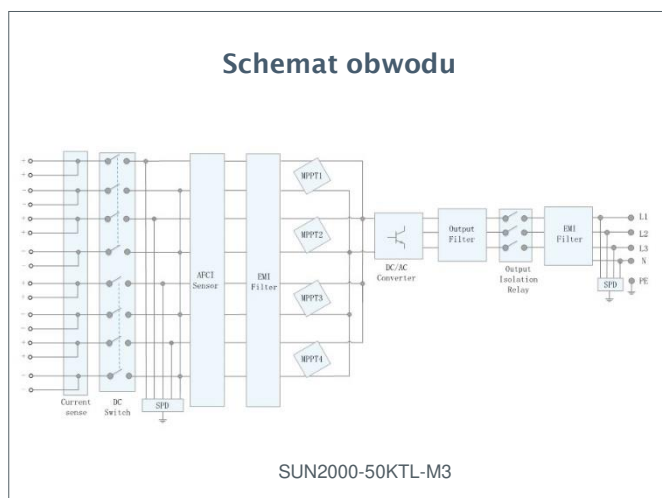 Schemat obwodu
MPPT1
MPPT2
MPPT3
MPPT4
AFCI
Sensor
EMI
Filter
DC/AC
Converter
Output
Filter
Output
Isolation
Relay
EMI
Filter
L1
L2
L3
N
PE
SPD
Current
sense
DC
Switch
SPD
SUN2000-50KTL-M3